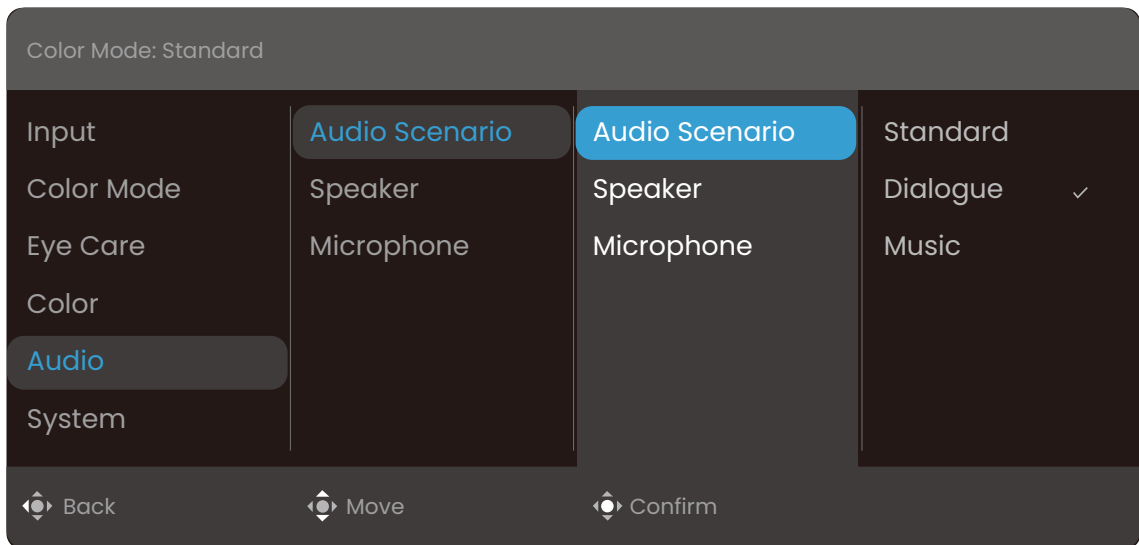 Color Mode: Standard
Input
Color Mode
Eye Care
Color
Audio
System
Audio Scenario
Speaker
Microphone
Audio Scenario
Speaker
Microphone
Standard
Dialogue
Music
Back
Move
Confirm